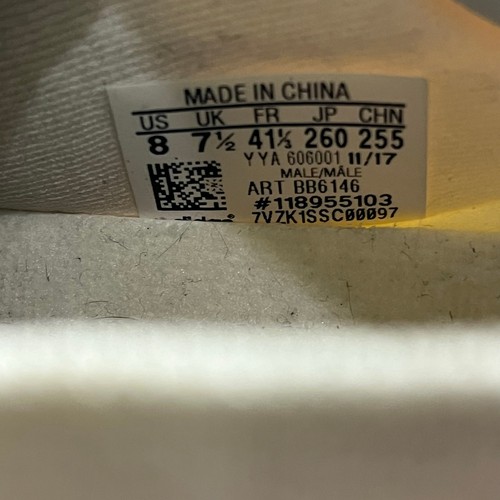 MADE IN CHINA
US UK FR JP CHN
8 7½ 41⅓ 260 255
YYA 606001 11/17
MALE/MÂLE
ART BB6146
#118955103
adidas® 7VZK1SSC00097